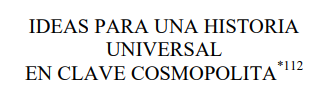 IDEAS PARA UNA HISTORIA
UNIVERSAL
EN CLAVE COSMOPOLITA*112